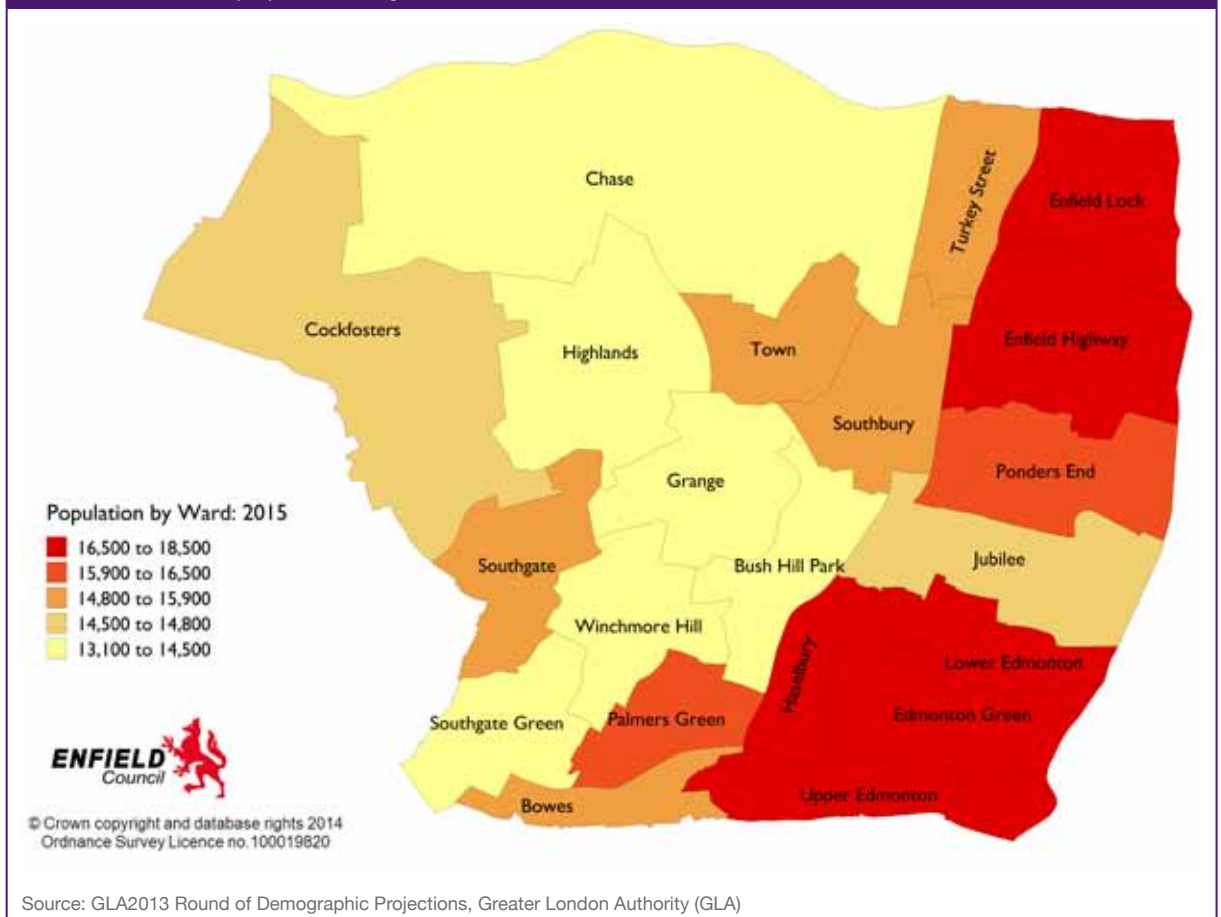 Chase
Turkey Street
Enfield Lock
Cockfosters
Highlands
Town
Enfield Highway
Southbury
Grange
Ponders End
Population by Ward: 2015
16,500 to 18,500
15,900 to 16,500
14,800 to 15,900
14,500 to 14,800
13,100 to 14,500
Southgate
Bush Hill Park
Jubilee
Winchmore Hill
Haselbury
Lower Edmonton
Southgate Green
Palmers Green
Edmonton Green
Bowes
Upper Edmonton
ENFIELD
Council
© Crown copyright and database rights 2014
Ordnance Survey Licence no.100019820
Source: GLA2013 Round of Demographic Projections, Greater London Authority (GLA)